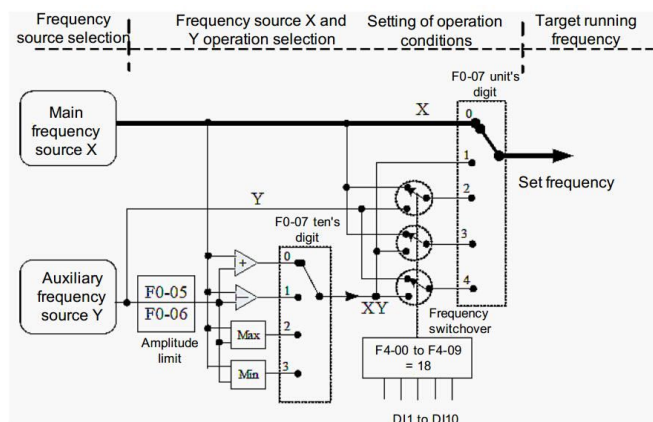 Frequency
source selection
Frequency source X and
Y operation selection
Setting of operation
conditions
Target running
frequency
F0-07 unit's
digit
Main
frequency
source X
X
0
1
2
3
4
Set frequency
Y
F0-07 ten's
digit
Auxiliary
frequency
source Y
F0-05
F0-06
Amplitude
limit
+
−
Max
Min
0
1
2
3
XY
Frequency
switchover
F4-00 to F4-09
= 18
DI1 to DI10